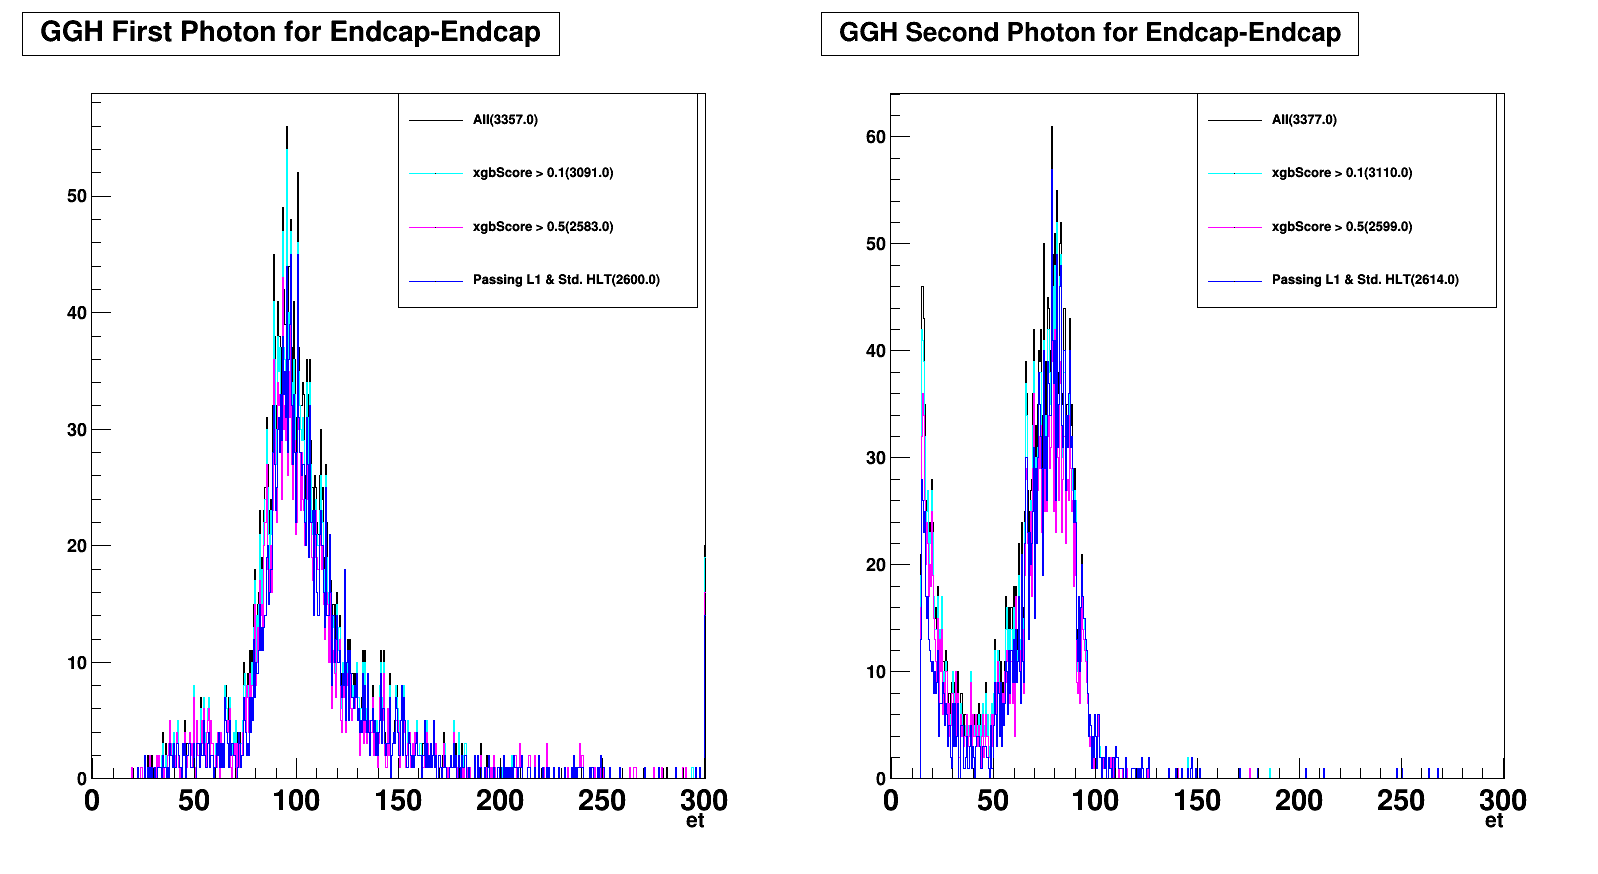 GGH First Photon for Endcap-Endcap
All(3357.0)
xgbScore > 0.1(3091.0)
xgbScore > 0.5(2583.0)
Passing L1 & Std. HLT(2600.0)
50
40
30
20
10
0
0 50 100 150 200 250 300
et
GGH Second Photon for Endcap-Endcap
All(3377.0)
xgbScore > 0.1(3110.0)
xgbScore > 0.5(2599.0)
Passing L1 & Std. HLT(2614.0)
60
50
40
30
20
10
0
0 50 100 150 200 250 300
et